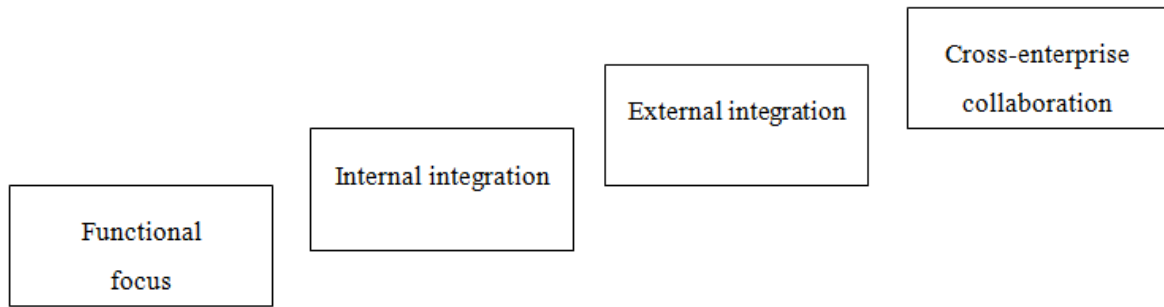 Functional
focus
Internal integration
External integration
Cross-enterprise
collaboration